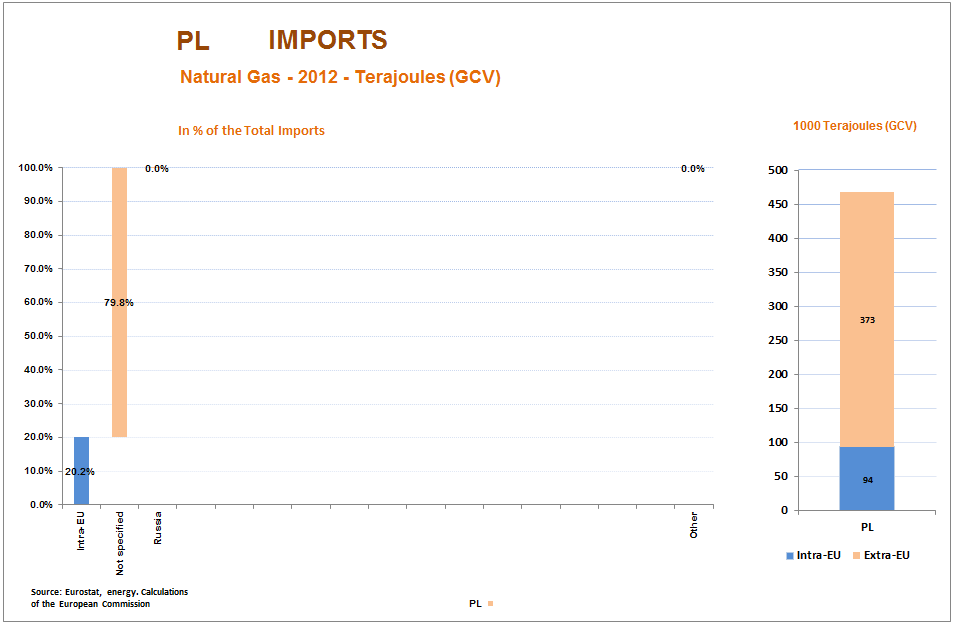 PL IMPORTS
Natural Gas - 2012 - Terajoules (GCV)
In % of the Total Imports
100.0%
90.0%
80.0%
70.0%
60.0%
50.0%
40.0%
30.0%
20.0%
10.0%
0.0%
20.2%
79.8%
0.0%
0.0%
Intra-EU
Not specified
Russia
Other
PL
Source: Eurostat, energy. Calculations
of the European Commission
1000 Terajoules (GCV)
500
450
400
350
300
250
200
150
100
50
0
373
94
PL
Intra-EU Extra-EU